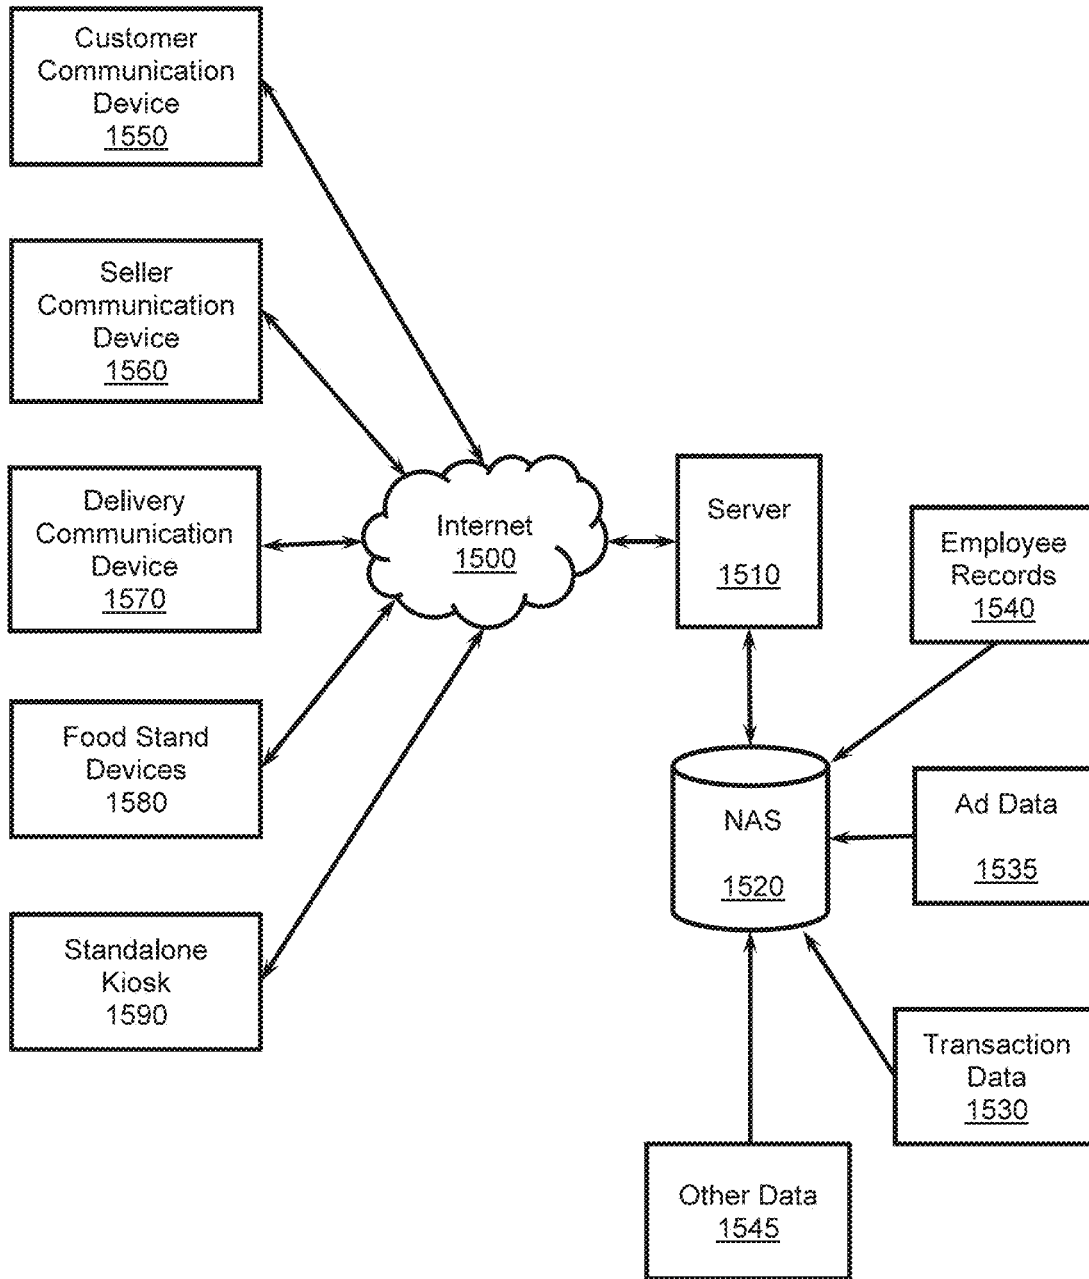 Customer
Communication
Device
1550
Seller
Communication
Device
1560
Delivery
Communication
Device
1570
Food Stand
Devices
1580
Standalone
Kiosk
1590
Internet
1500
Server
1510
NAS
1520
Employee
Records
1540
Ad Data
1535
Transaction
Data
1530
Other Data
1545